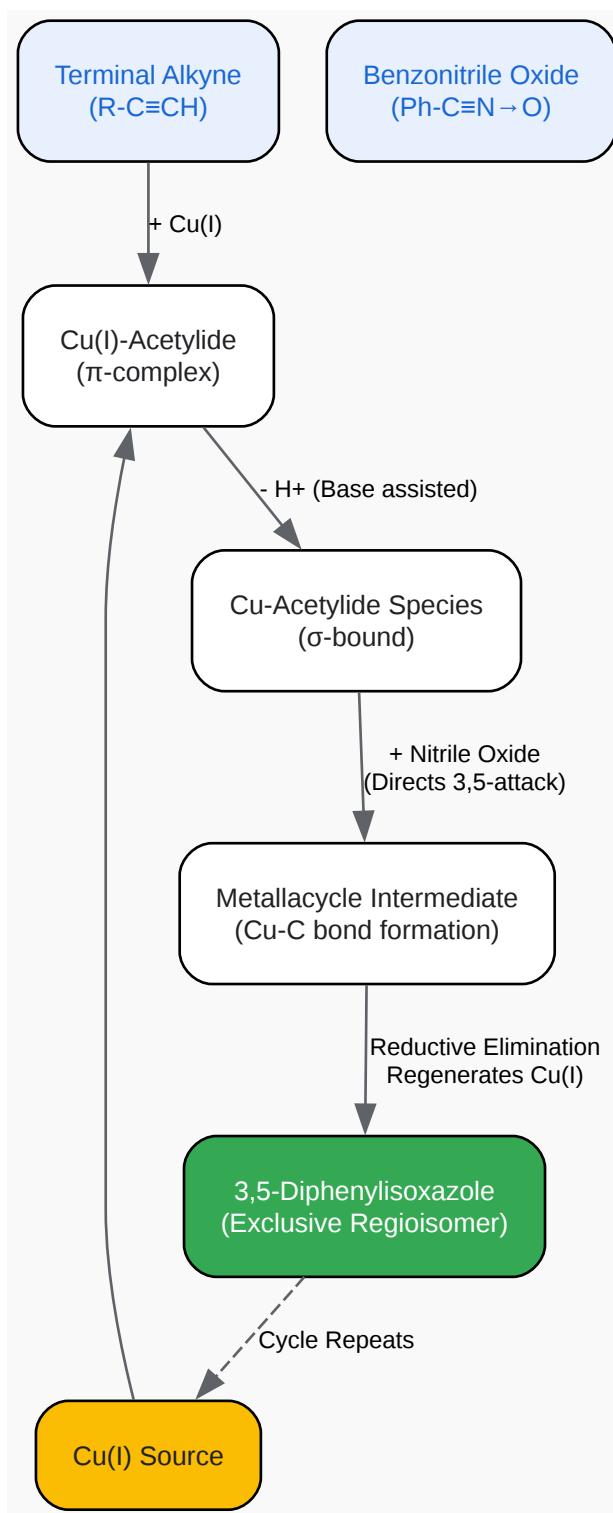 Terminal Alkyne
(R-C≡CH)
Benzonitrile Oxide
(Ph-C≡N→O)
+ Cu(I)
Cu(I)-Acetylide
(π-complex)
- H+ (Base assisted)
Cu-Acetylide Species
(σ-bound)
+ Nitrile Oxide
(Directs 3,5-attack)
Metallacycle Intermediate
(Cu-C bond formation)
Reductive Elimination
Regenerates Cu(I)
3,5-Diphenylisoxazole
(Exclusive Regioisomer)
Cycle Repeats
Cu(I) Source